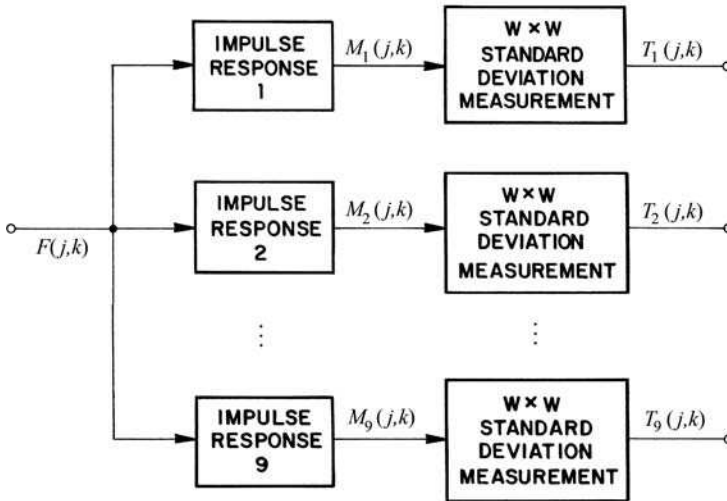 IMPULSE
RESPONSE
1
M₁(j,k)
W × W
STANDARD
DEVIATION
MEASUREMENT
T₁(j,k)
F(j,k)
IMPULSE
RESPONSE
2
M₂(j,k)
W × W
STANDARD
DEVIATION
MEASUREMENT
T₂(j,k)
⋮
⋮
IMPULSE
RESPONSE
9
M₉(j,k)
W × W
STANDARD
DEVIATION
MEASUREMENT
T₉(j,k)